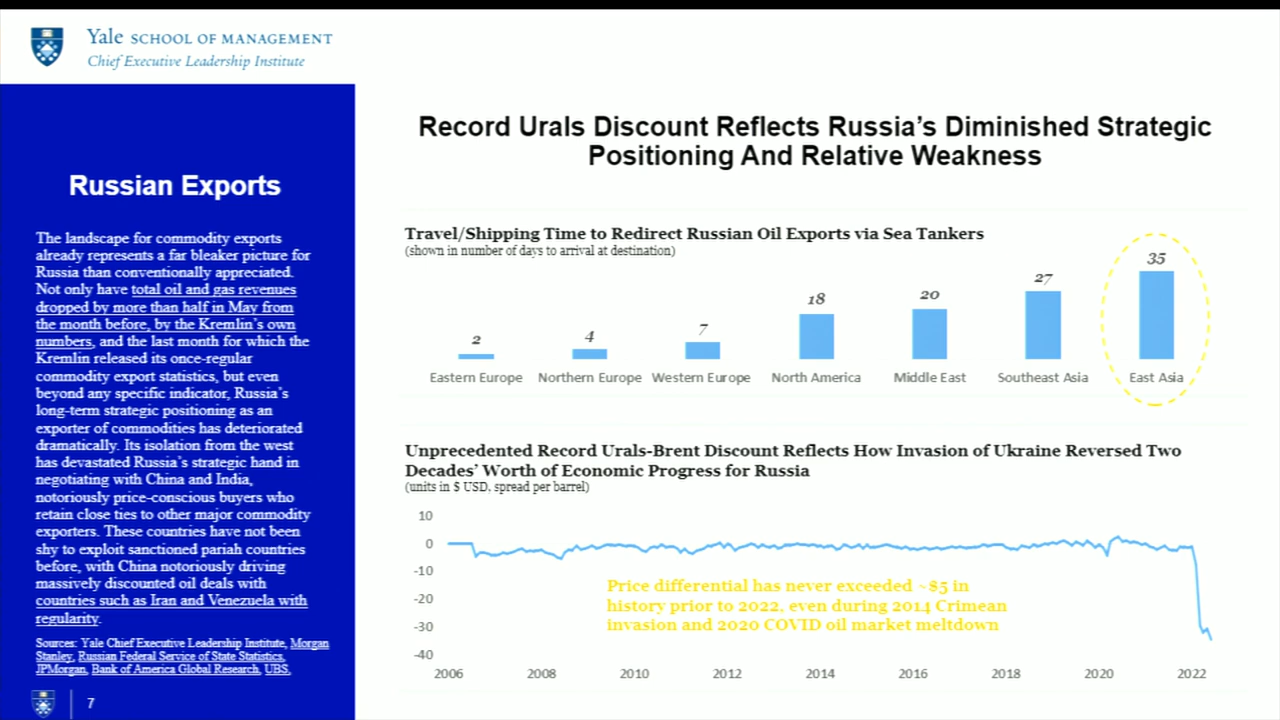 Yale SCHOOL OF MANAGEMENT
Chief Executive Leadership Institute
Russian Exports
The landscape for commodity exports
already represents a far bleaker picture for
Russia than conventionally appreciated.
Not only have total oil and gas revenues
dropped by more than half in May from
the month before, by the Kremlin's own
numbers, and the last month for which the
Kremlin released its once-regular
commodity export statistics, but even
beyond any specific indicator, Russia's
long-term strategic positioning as an
exporter of commodities has deteriorated
dramatically. Its isolation from the west
has devastated Russia's strategic hand in
negotiating with China and India,
notoriously price-conscious buyers who
retain close ties to other major commodity
exporters. These countries have not been
shy to exploit sanctioned pariah countries
before, with China notoriously driving
massively discounted oil deals with
countries such as Iran and Venezuela with
regularity.
Sources: Yale Chief Executive Leadership Institute, Morgan
Stanley, Russian Federal Service of State Statistics,
JPMorgan, Bank of America Global Research, UBS,
7
Record Urals Discount Reflects Russia's Diminished Strategic
Positioning And Relative Weakness
Travel/Shipping Time to Redirect Russian Oil Exports via Sea Tankers
(shown in number of days to arrival at destination)
2 4 7 18 20 27 35
Eastern Europe Northern Europe Western Europe North America Middle East Southeast Asia East Asia
Unprecedented Record Urals-Brent Discount Reflects How Invasion of Ukraine Reversed Two
Decades' Worth of Economic Progress for Russia
(units in $ USD, spread per barrel)
10
0
-10
-20
-30
-40
Price differential has never exceeded ~$5 in
history prior to 2022, even during 2014 Crimean
invasion and 2020 COVID oil market meltdown
2006 2008 2010 2012 2014 2016 2018 2020 2022